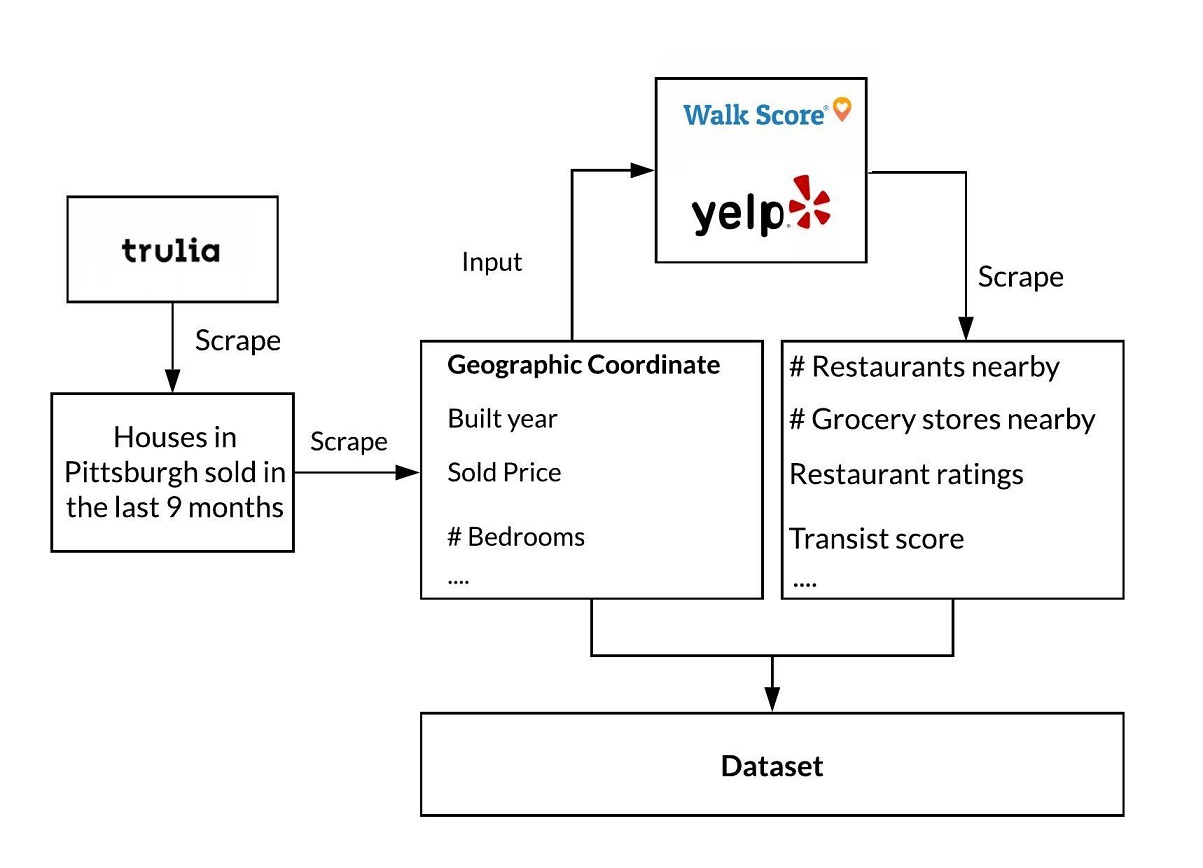 Walk Score
yelp
trulia
Input
Scrape
Scrape
Houses in
Pittsburgh sold in
the last 9 months
Scrape
Geographic Coordinate
Built year
Sold Price
# Bedrooms
....
# Restaurants nearby
# Grocery stores nearby
Restaurant ratings
Transist score
....
Dataset